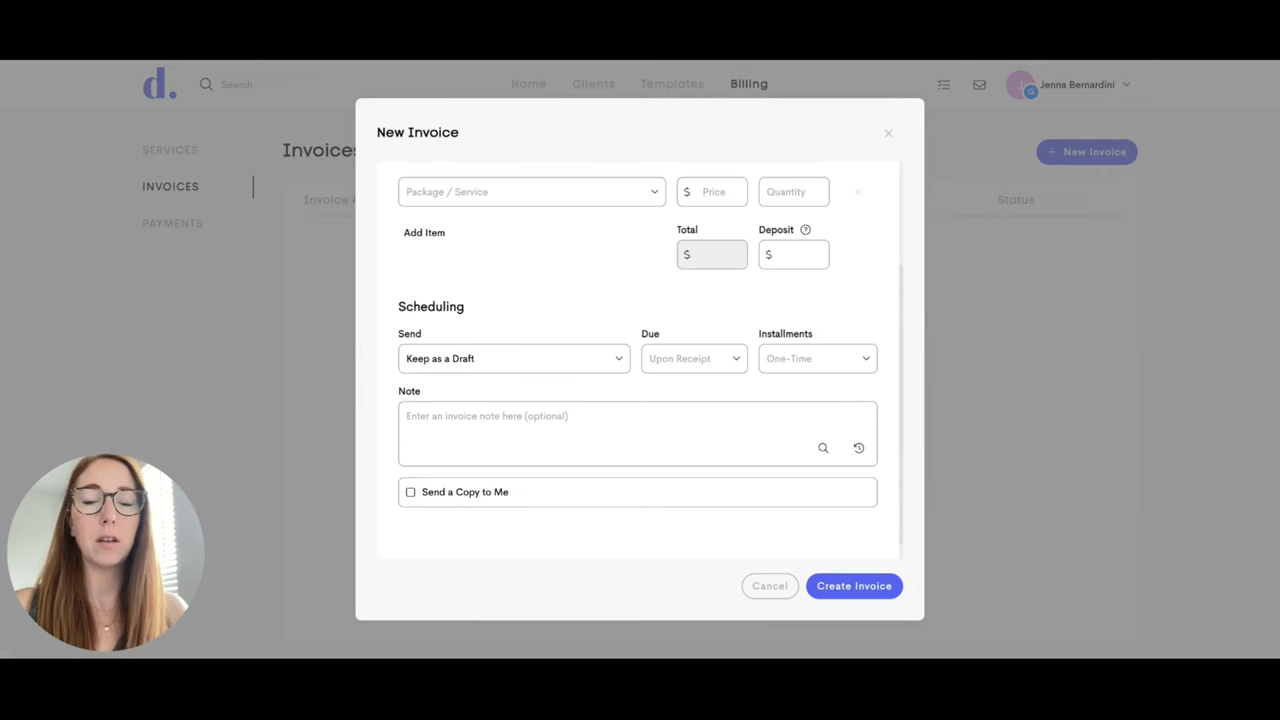 d.
Search
Home
Clients
Templates
Billing
J
G
Jenna Bernardini
SERVICES
INVOICES
PAYMENTS
Invoices
+ New Invoice
Invoice
Status
New Invoice
Package / Service
$ Price
Quantity
Add Item
Total
Deposit ?
$
$
Scheduling
Send
Due
Installments
Keep as a Draft
Upon Receipt
One-Time
Note
Enter an invoice note here (optional)
Send a Copy to Me
Cancel
Create Invoice